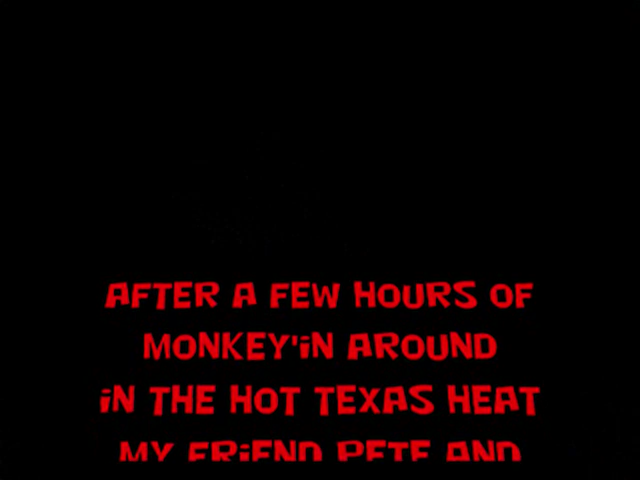 AFTER A FEW HOURS OF
MONKEY'iN AROUND
iN THE HOT TEXAS HEAT
MY FRiEND PETE AND